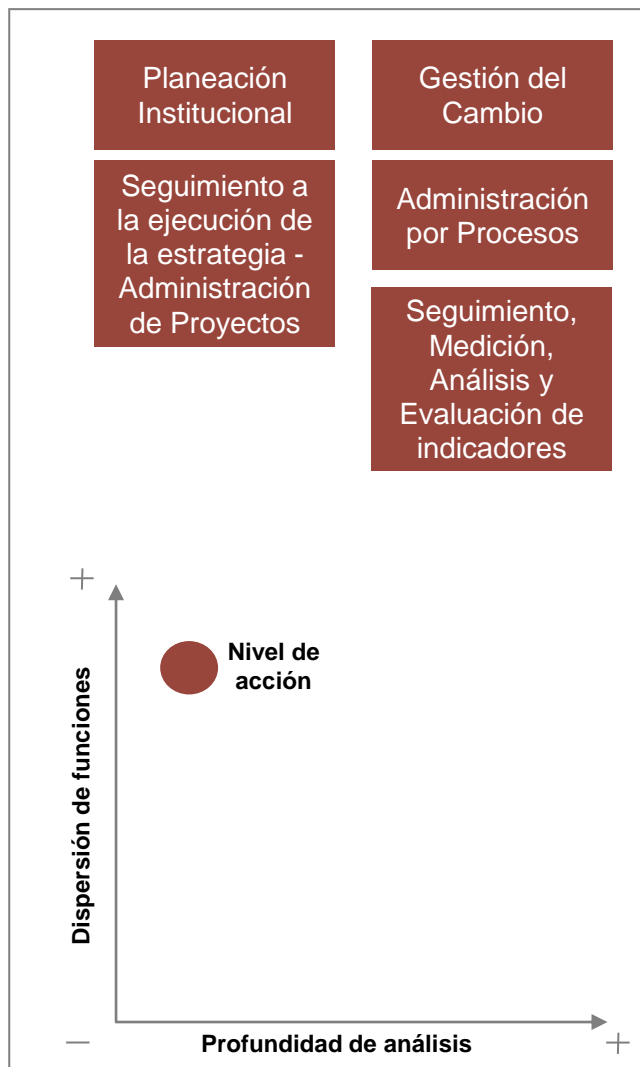 Planeación
Institucional
Gestión del
Cambio
Seguimiento a
la ejecución de
la estrategia -
Administración
de Proyectos
Administración
por Procesos
Seguimiento,
Medición,
Análisis y
Evaluación de
indicadores
+
Nivel de
acción
Dispersión de funciones
–
Profundidad de análisis
+